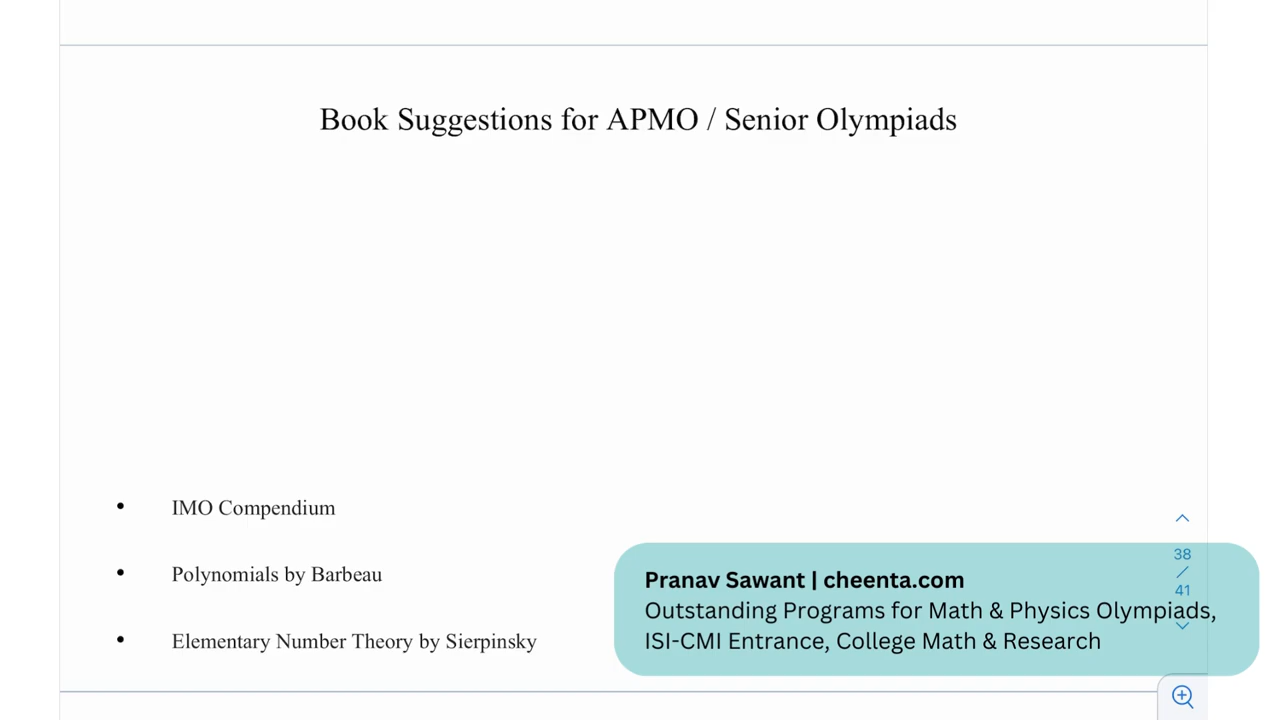 Book Suggestions for APMO / Senior Olympiads
• IMO Compendium
• Polynomials by Barbeau
• Elementary Number Theory by Sierpinsky
38
/
41
Pranav Sawant | cheenta.com
Outstanding Programs for Math & Physics Olympiads,
ISI-CMI Entrance, College Math & Research